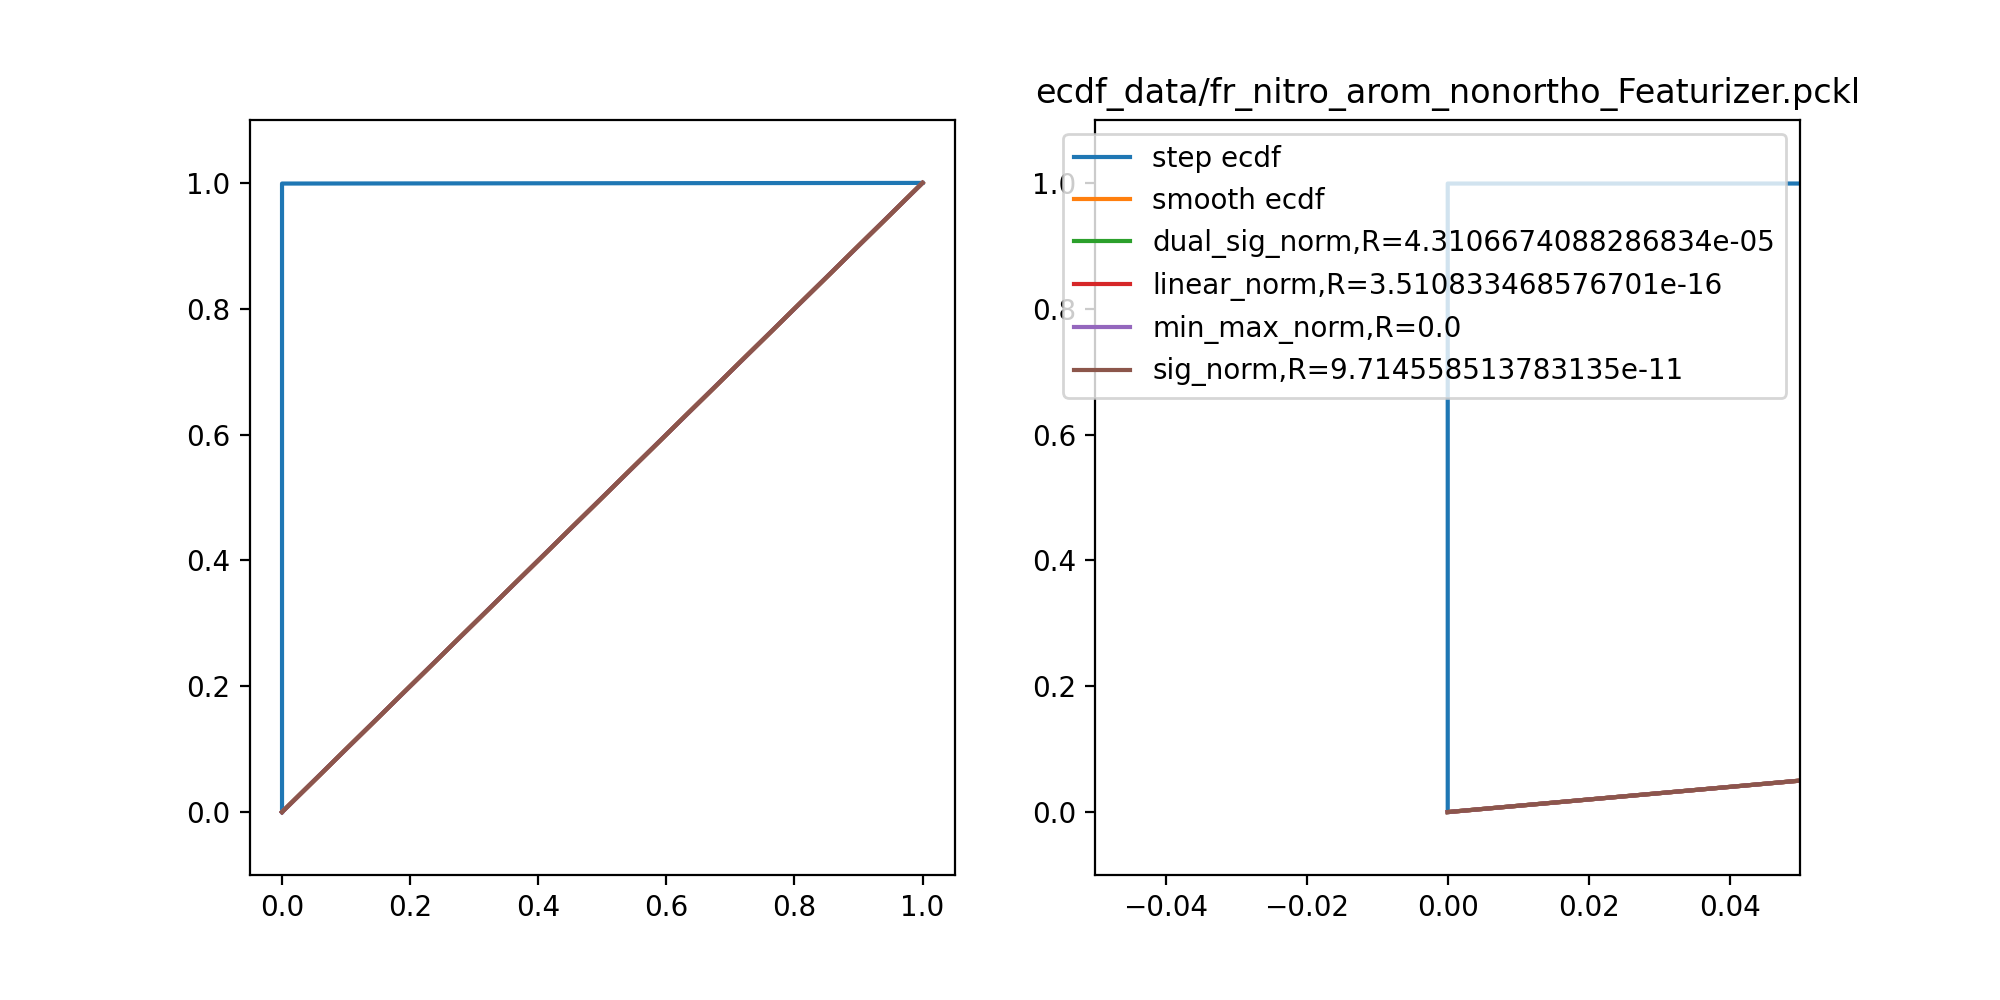 ecdf_data/fr_nitro_arom_nonortho_Featurizer.pckl
1.0
0.8
0.6
0.4
0.2
0.0
0.0 0.2 0.4 0.6 0.8 1.0
step ecdf
smooth ecdf
dual_sig_norm,R=4.3106674088286834e-05
linear_norm,R=3.510833468576701e-16
min_max_norm,R=0.0
sig_norm,R=9.714558513783135e-11
1.0
0.8
0.6
0.4
0.2
0.0
−0.04 −0.02 0.00 0.02 0.04